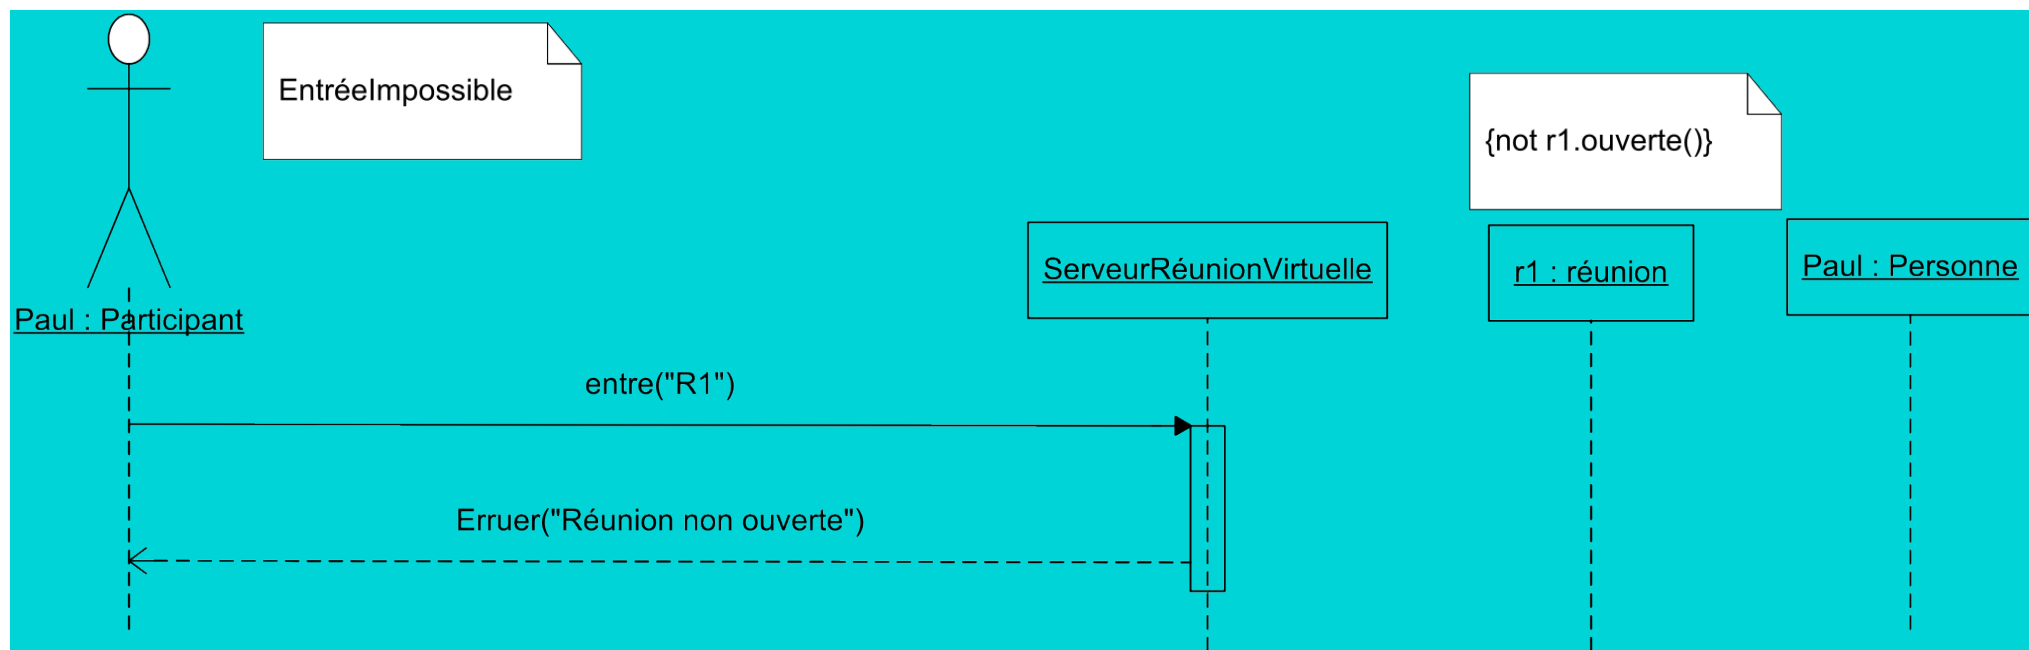 EntréeImpossible
{not r1.ouverte()}
ServeurRéunionVirtuelle
r1 : réunion
Paul : Personne
Paul : Participant
entre("R1")
Erruer("Réunion non ouverte")